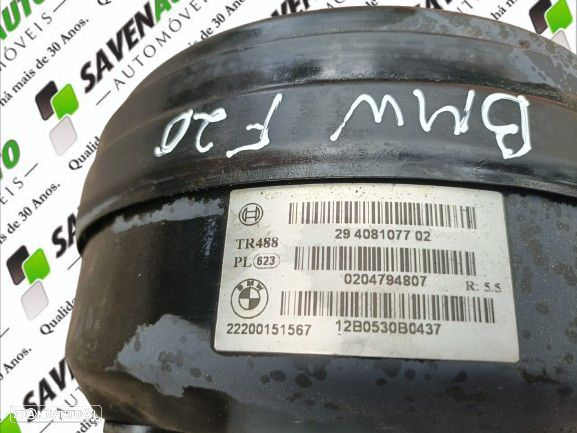 SAVENAUTO
AUTOMÓVEIS
há mais de 30 Anos.
BMW F20
29 4081077 02
TR488
PL 623
0204794807
R: 5.5
BMW
22200151567
12B0530B0437